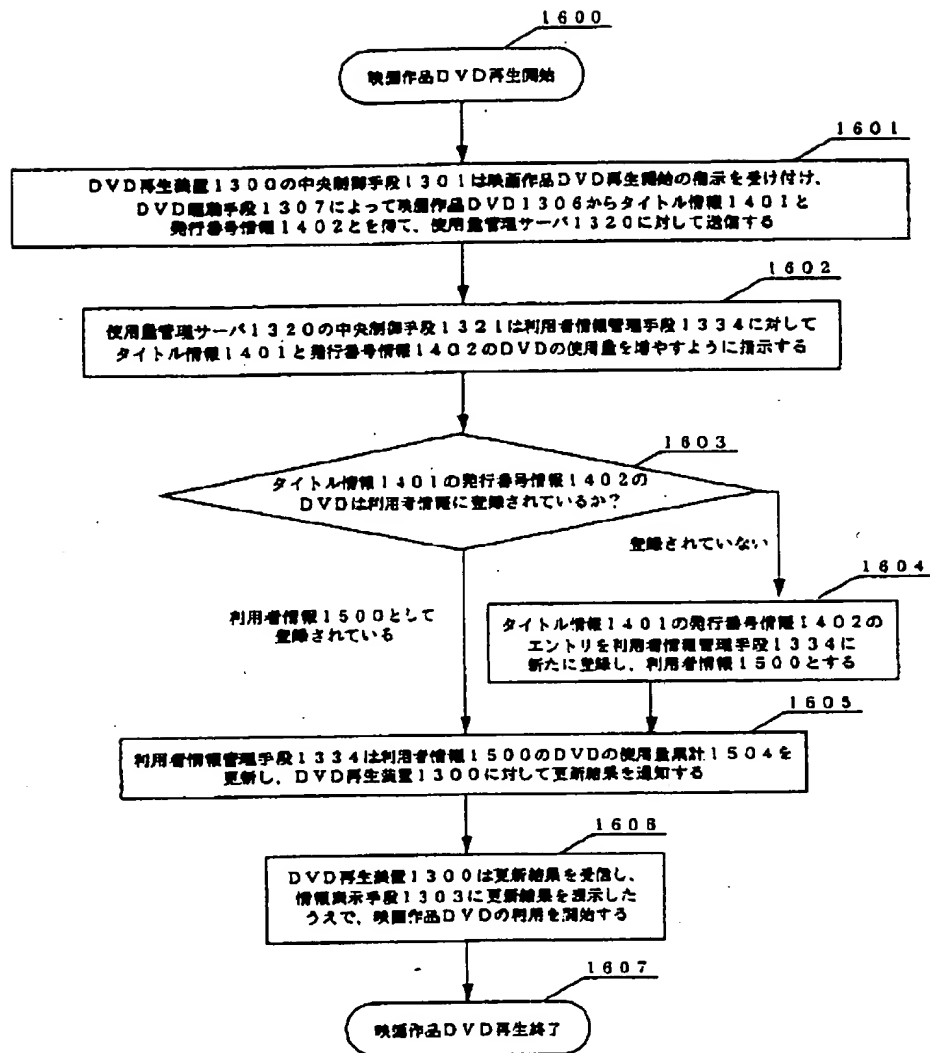 1600
映画作品DVD再生開始
1601
DVD再生装置1300の中央制御手段1301は映画作品DVD再生開始の指示を受け付け、
DVD駆動手段1307によって映画作品DVD1306からタイトル情報1401と
発行番号情報1402とを得て、使用量管理サーバ1320に対して送信する
1602
使用量管理サーバ1320の中央制御手段1321は利用者情報管理手段1334に対して
タイトル情報1401と発行番号情報1402のDVDの使用量を増やすように指示する
1603
タイトル情報1401の発行番号情報1402の
DVDは利用者情報に登録されているか?
登録されていない
1604
利用者情報1500として
登録されている
タイトル情報1401の発行番号情報1402の
エントリを利用者情報管理手段1334に
新たに登録し、利用者情報1500とする
1605
利用者情報管理手段1334は利用者情報1500のDVDの使用量累計1504を
更新し、DVD再生装置1300に対して更新結果を通知する
1606
DVD再生装置1300は更新結果を受信し、
情報表示手段1303に更新結果を提示した
うえで、映画作品DVDの利用を開始する
1607
映画作品DVD再生終了